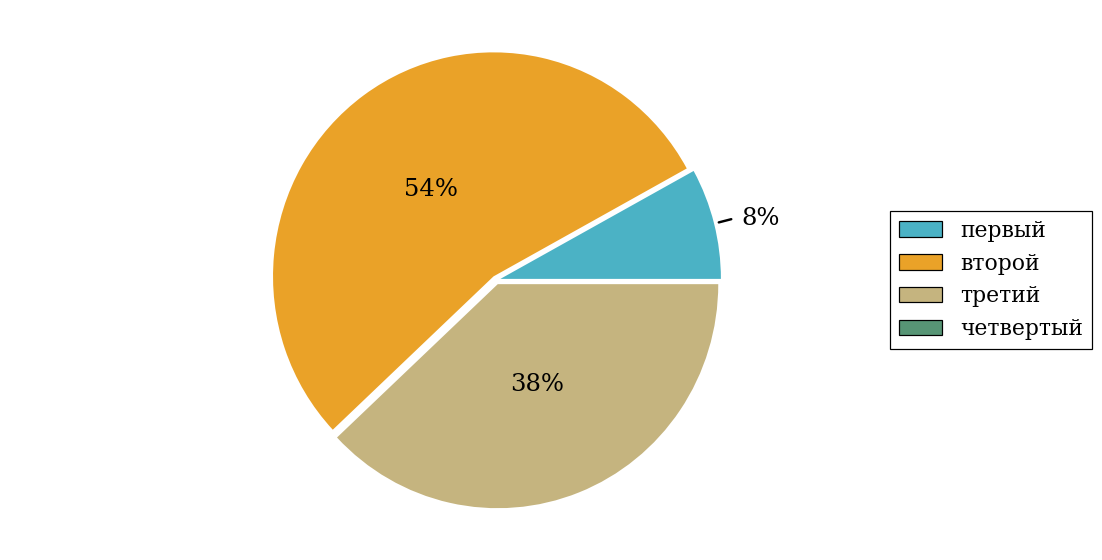 54%
8%
38%
первый
второй
третий
четвертый